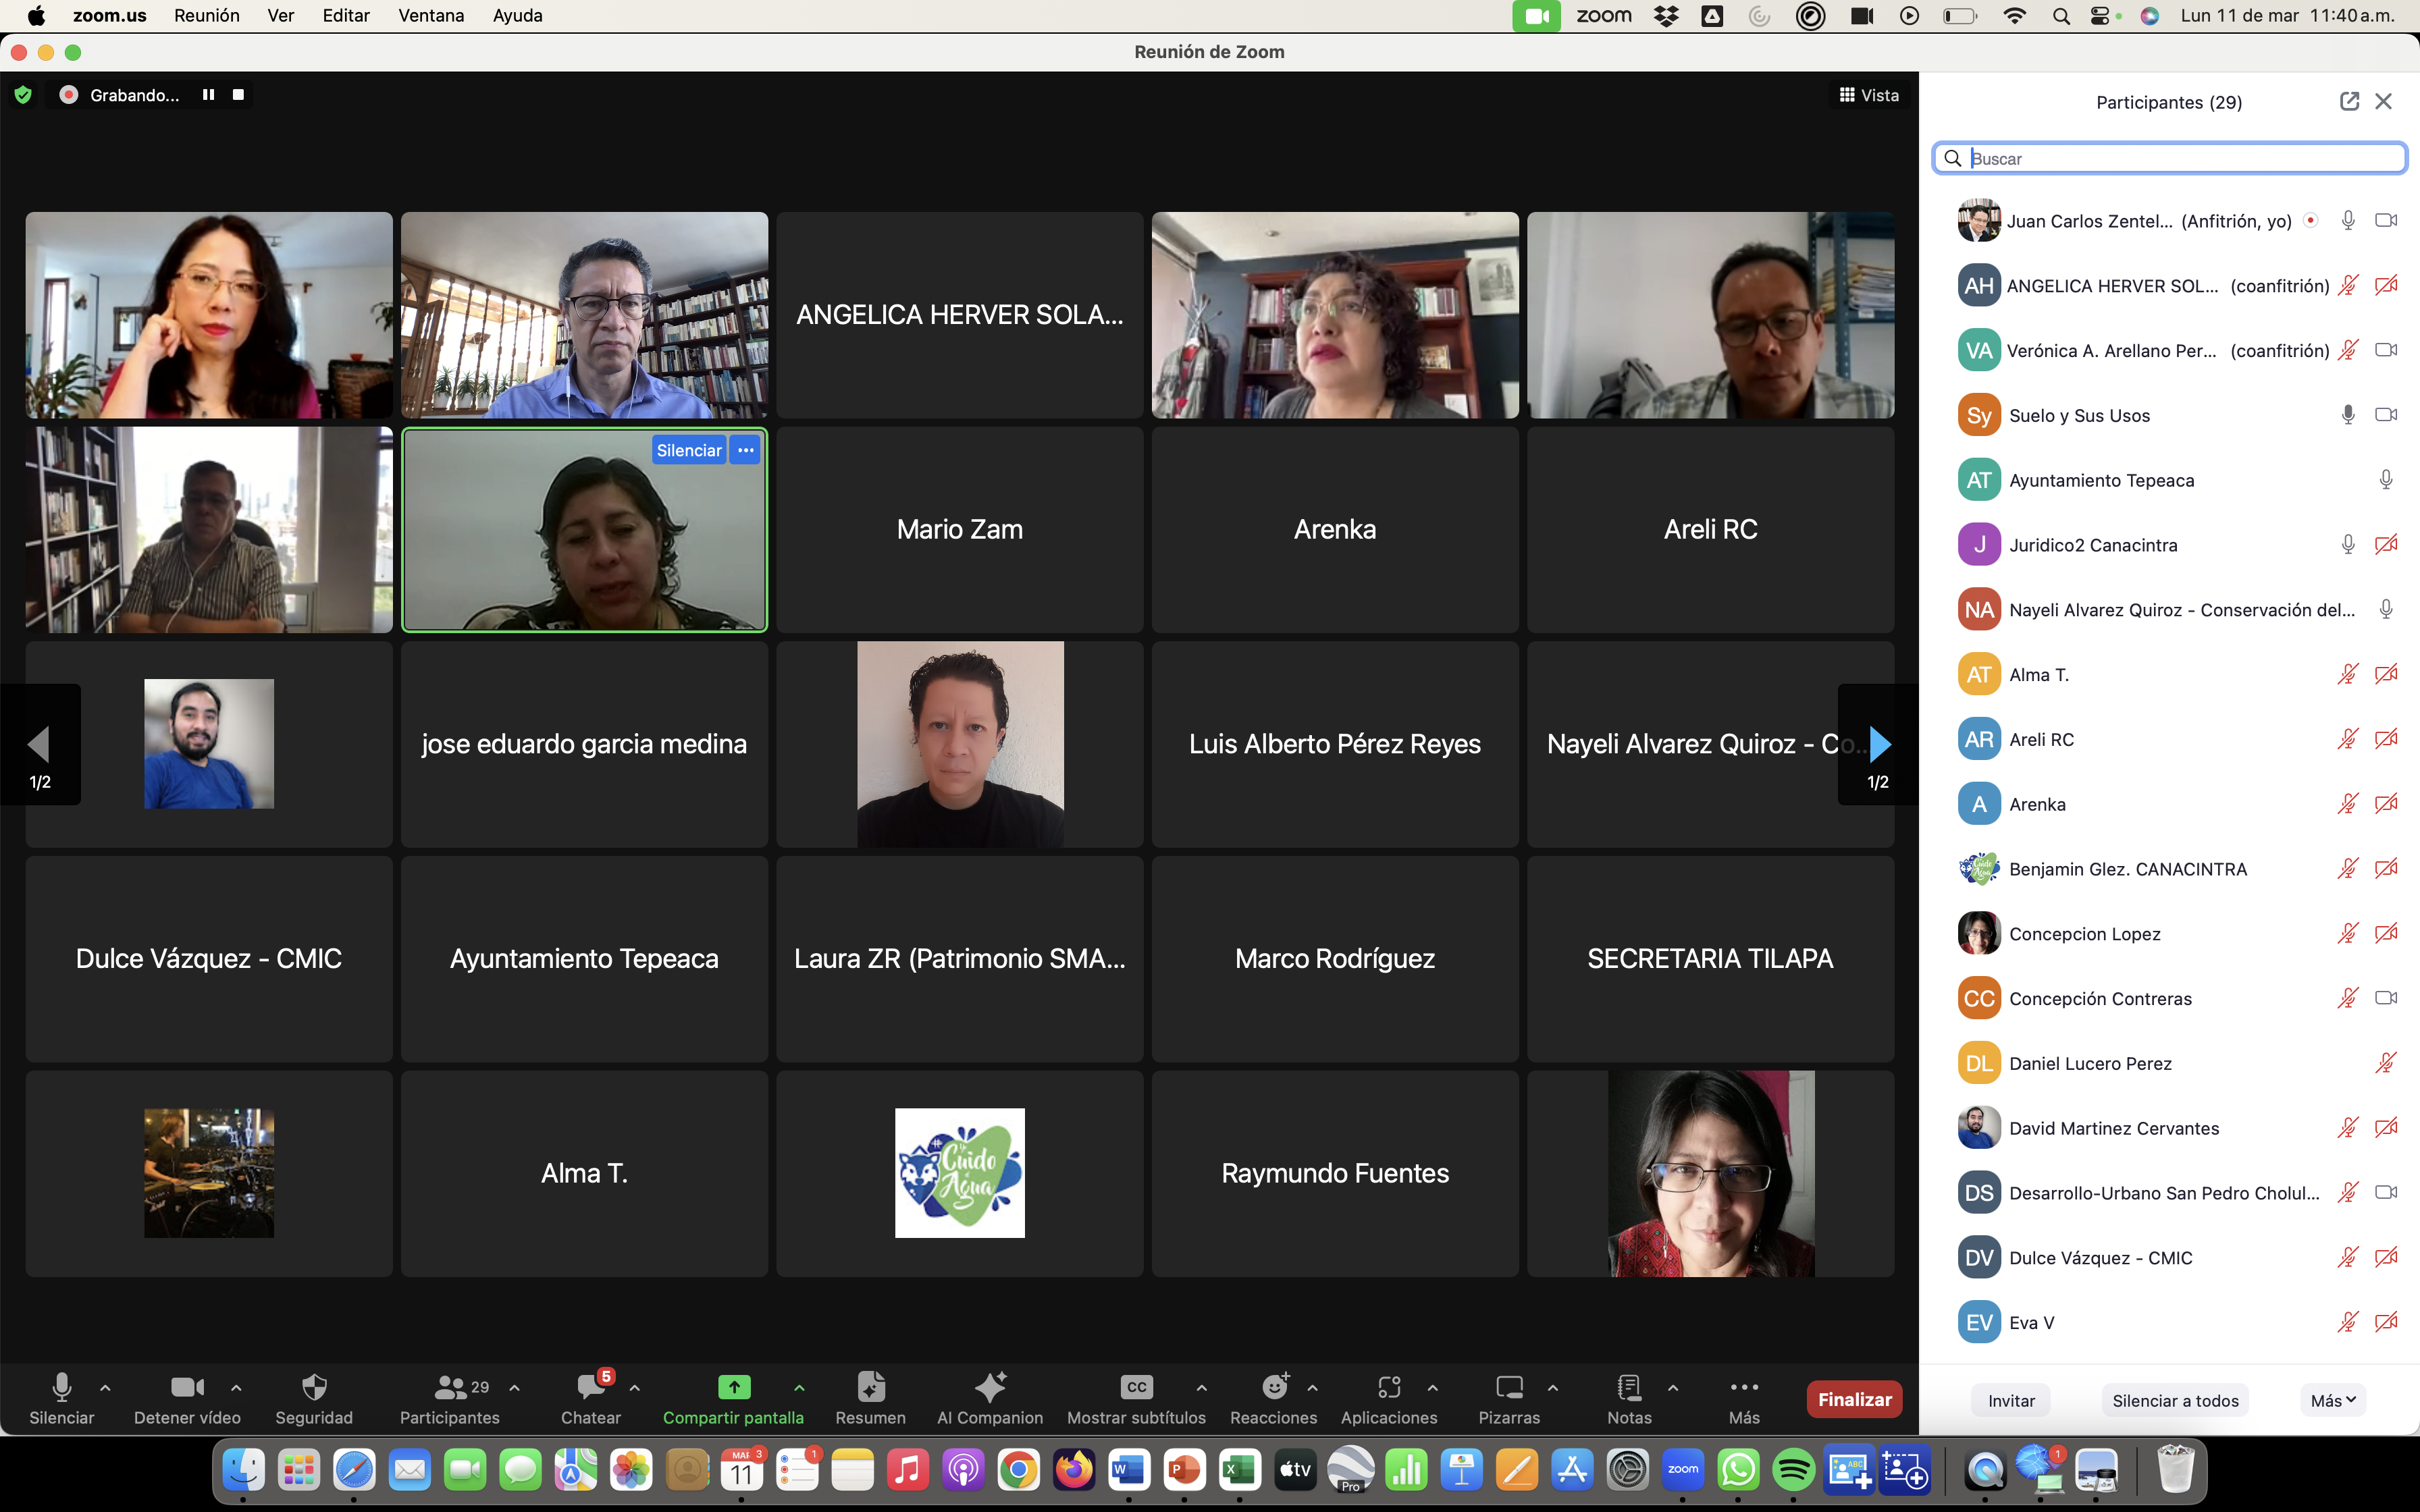 zoom.us Reunión Ver Editar Ventana Ayuda
zoom
Lun 11 de mar 11:40 a.m.
Reunión de Zoom
Grabando...
Vista
ANGELICA HERVER SOLA...
Silenciar
Mario Zam
Arenka
Areli RC
1/2
jose eduardo garcia medina
Luis Alberto Pérez Reyes
Nayeli Alvarez Quiroz - Co...
1/2
Dulce Vázquez - CMIC
Ayuntamiento Tepeaca
Laura ZR (Patrimonio SMA...
Marco Rodríguez
SECRETARIA TILAPA
Alma T.
Cuido
Agua
Raymundo Fuentes
Participantes (29)
Buscar
Juan Carlos Zentel... (Anfitrión, yo)
AH ANGELICA HERVER SOL... (coanfitrión)
VA Verónica A. Arellano Per... (coanfitrión)
Sy Suelo y Sus Usos
AT Ayuntamiento Tepeaca
J Juridico2 Canacintra
NA Nayeli Alvarez Quiroz - Conservación del...
AT Alma T.
AR Areli RC
A Arenka
Benjamin Glez. CANACINTRA
Concepcion Lopez
CC Concepción Contreras
DL Daniel Lucero Perez
David Martinez Cervantes
DS Desarrollo-Urbano San Pedro Cholul...
DV Dulce Vázquez - CMIC
EV Eva V
Invitar
Silenciar a todos
Más
29
5
CC
Silenciar
Detener vídeo
Seguridad
Participantes
Chatear
Compartir pantalla
Resumen
AI Companion
Mostrar subtítulos
Reacciones
Aplicaciones
Pizarras
Notas
Más
Finalizar
MAR 3
11
1
W
P
X
tv
Pro
zoom
ABC
1